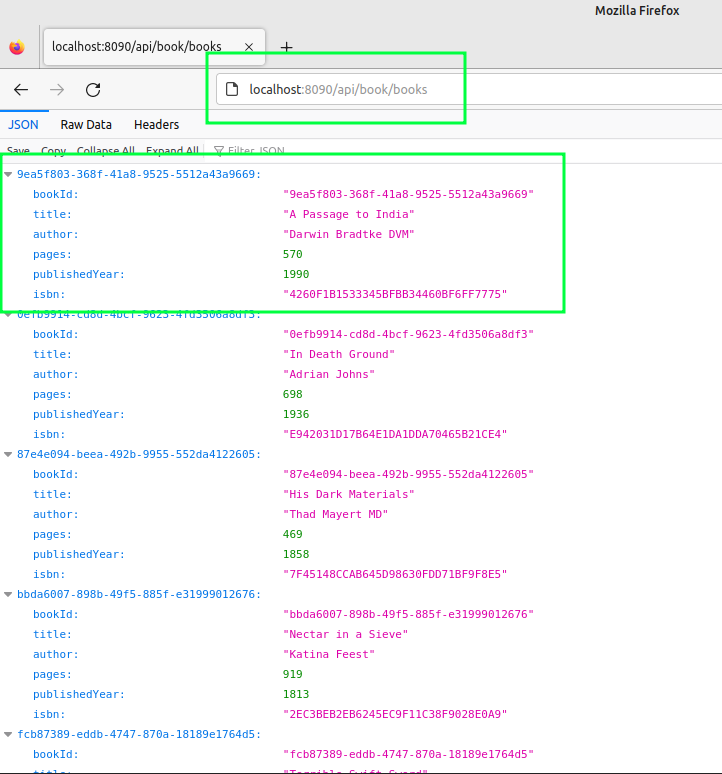 Mozilla Firefox
localhost:8090/api/book/books
localhost:8090/api/book/books
JSON Raw Data Headers
Save Copy Collapse All Expand All Filter JSON
9ea5f803-368f-41a8-9525-5512a43a9669:
bookId: "9ea5f803-368f-41a8-9525-5512a43a9669"
title: "A Passage to India"
author: "Darwin Bradtke DVM"
pages: 570
publishedYear: 1990
isbn: "4260F1B1533345BFBB34460BF6FF7775"
0efb9914-cd8d-4bcf-9623-4fd3506a8df3:
bookId: "0efb9914-cd8d-4bcf-9623-4fd3506a8df3"
title: "In Death Ground"
author: "Adrian Johns"
pages: 698
publishedYear: 1936
isbn: "E942031D17B64E1DA1DDA70465B21CE4"
87e4e094-beea-492b-9955-552da4122605:
bookId: "87e4e094-beea-492b-9955-552da4122605"
title: "His Dark Materials"
author: "Thad Mayert MD"
pages: 469
publishedYear: 1858
isbn: "7F45148CCAB645D98630FDD71BF9F8E5"
bbda6007-898b-49f5-885f-e31999012676:
bookId: "bbda6007-898b-49f5-885f-e31999012676"
title: "Nectar in a Sieve"
author: "Katina Feest"
pages: 919
publishedYear: 1813
isbn: "2EC3BEB2EB6245EC9F11C38F9028E0A9"
fcb87389-eddb-4747-870a-18189e1764d5:
bookId: "fcb87389-eddb-4747-870a-18189e1764d5"
title: "Terrible Swift Sword"